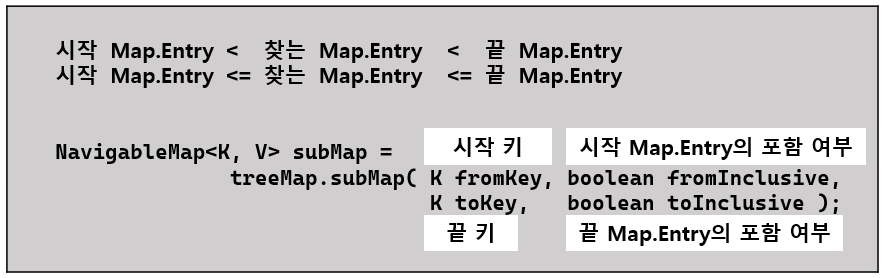 시작 Map.Entry < 찾는 Map.Entry < 끝 Map.Entry
시작 Map.Entry <= 찾는 Map.Entry <= 끝 Map.Entry
시작 키 시작 Map.Entry의 포함 여부
NavigableMap<K, V> subMap =
treeMap.subMap( K fromKey, boolean fromInclusive,
K toKey, boolean toInclusive );
끝 키 끝 Map.Entry의 포함 여부